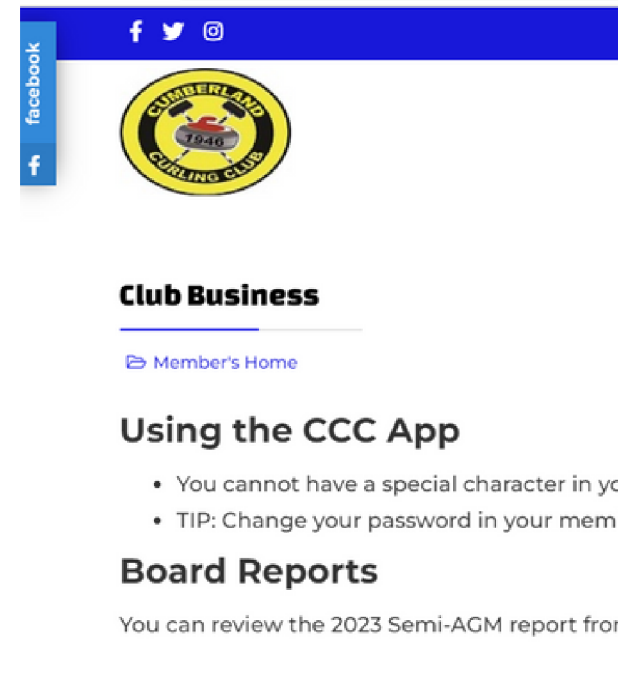 facebook
CUMBERLAND
1946
CURLING CLUB
Club Business
Member's Home
Using the CCC App
• You cannot have a special character in yo
• TIP: Change your password in your mem
Board Reports
You can review the 2023 Semi-AGM report fro